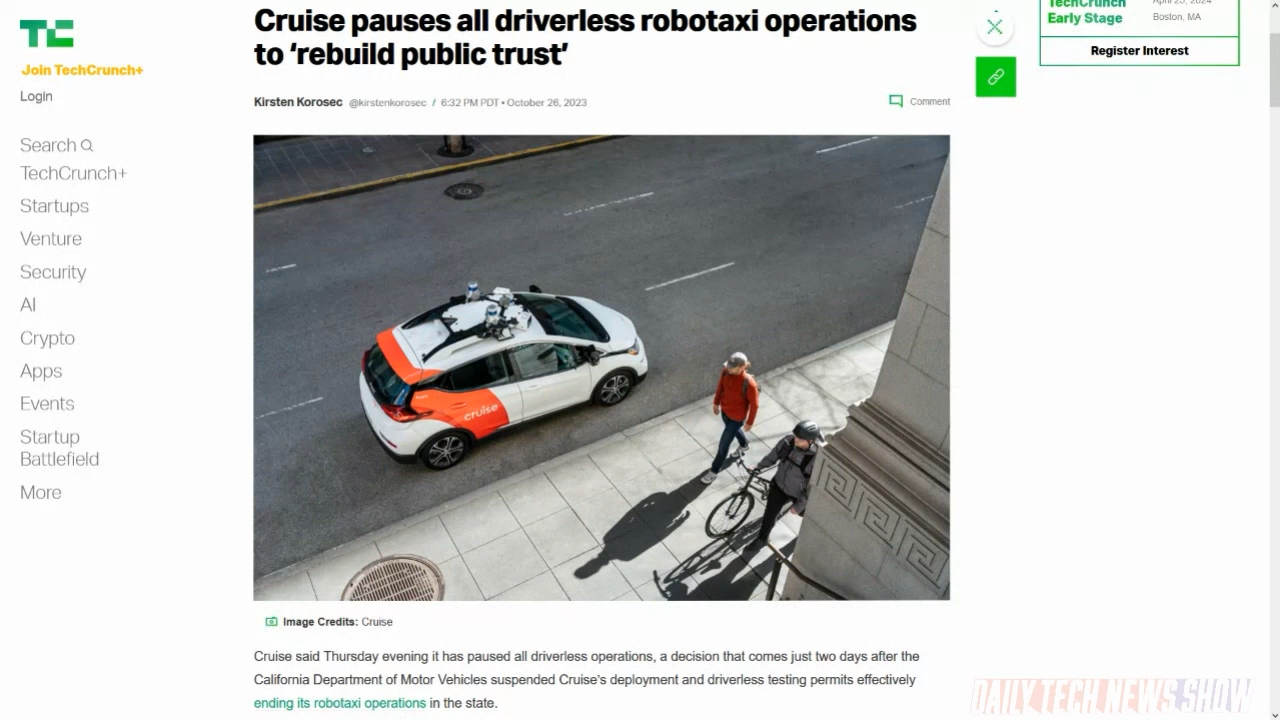 Cruise pauses all driverless robotaxi operations
to ‘rebuild public trust’
Kirsten Korosec @kirstenkorosec / 6:32 PM PDT • October 26, 2023
Comment
TC
Join TechCrunch+
Login
Search
TechCrunch+
Startups
Venture
Security
AI
Crypto
Apps
Events
Startup
Battlefield
More
TechCrunch
Early Stage
April 25, 2024
Boston, MA
Register Interest
cruise
Image Credits: Cruise
Cruise said Thursday evening it has paused all driverless operations, a decision that comes just two days after the
California Department of Motor Vehicles suspended Cruise's deployment and driverless testing permits effectively
ending its robotaxi operations in the state.
DAILY TECH NEWS SHOW